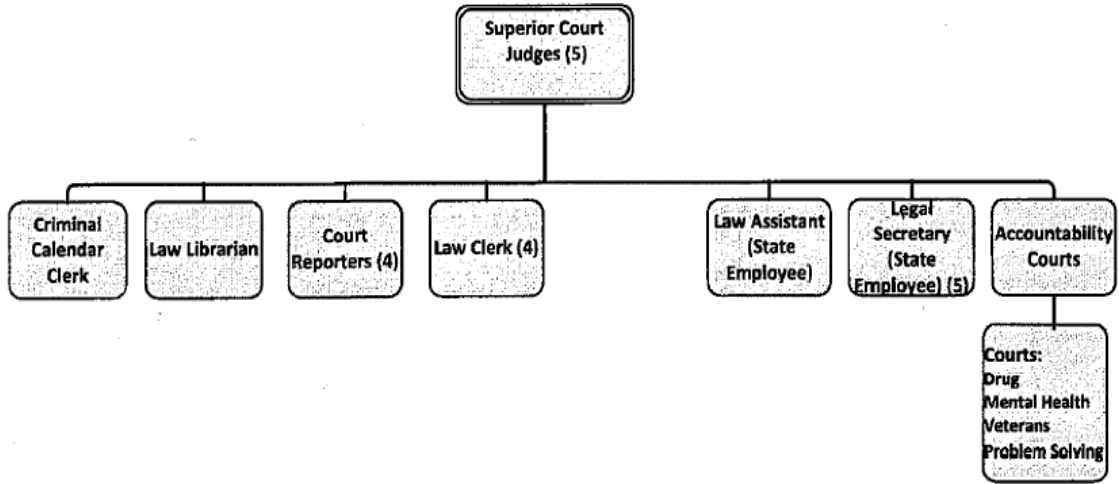 Superior Court
Judges (5)
Criminal
Calendar
Clerk
Law Librarian
Court
Reporters (4)
Law Clerk (4)
Law Assistant
(State
Employee)
Legal
Secretary
(State
Employee) (5)
Accountability
Courts
Courts:
Drug
Mental Health
Veterans
Problem Solving